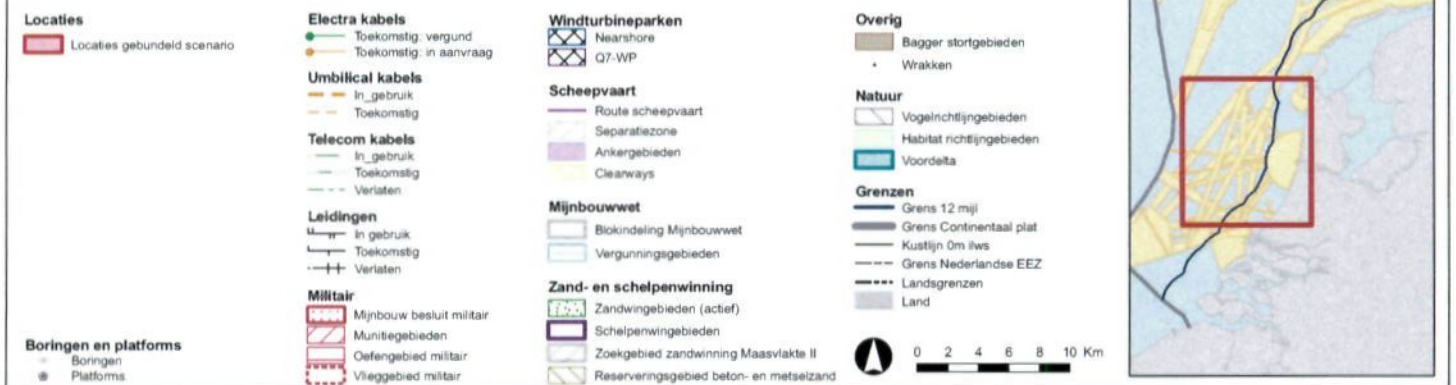 Locaties
Locaties gebundeld scenario
Boringen en platforms
Boringen
Platforms
Electra kabels
Toekomstig: vergund
Toekomstig: in aanvraag
Umbilical kabels
In_gebruik
Toekomstig
Telecom kabels
In_gebruik
Toekomstig
Verlaten
Leidingen
In gebruik
Toekomstig
Verlaten
Militair
Mijnbouw besluit militair
Munitiegebieden
Oefengebied militair
Vlieggebied militair
Windturbineparken
Nearshore
Q7-WP
Scheepvaart
Route scheepvaart
Separatiezone
Ankergebieden
Clearways
Mijnbouwwet
Blokindeling Mijnbouwwet
Vergunningsgebieden
Zand- en schelpenwinning
Zandwingebieden (actief)
Schelpenwingebieden
Zoekgebied zandwinning Maasvlakte II
Reserveringsgebied beton- en metselzand
Overig
Bagger stortgebieden
Wrakken
Natuur
Vogelrichtlijngebieden
Habitat richtlijngebieden
Voordelta
Grenzen
Grens 12 mijl
Grens Continentaal plat
Kustlijn 0m ilws
Grens Nederlandse EEZ
Landsgrenzen
Land
0 2 4 6 8 10 Km